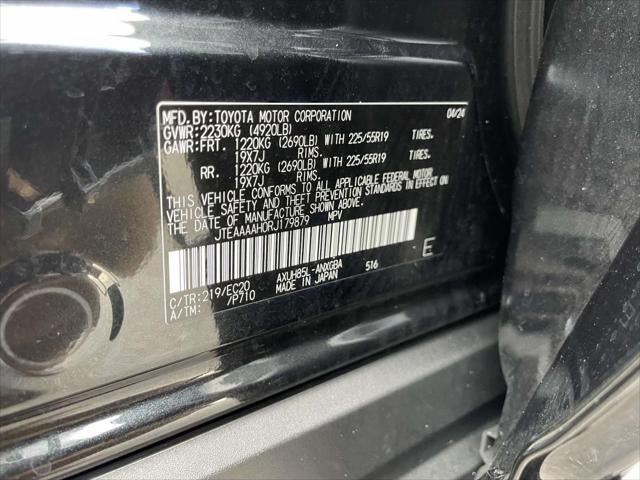 MFD.BY:TOYOTA MOTOR CORPORATION 04/24
GVWR:2230KG (4920LB)
GAWR:FRT. 1220KG (2690LB) WITH 225/55R19 TIRES.
19X7J RIMS.
RR. 1220KG (2690LB) WITH 225/55R19 TIRES.
19X7J RIMS.
THIS VEHICLE CONFORMS TO ALL APPLICABLE FEDERAL MOTOR
VEHICLE SAFETY AND THEFT PREVENTION STANDARDS IN EFFECT ON
THE DATE OF MANUFACTURE SHOWN ABOVE.
JTEAAAAH0RJ179879 MPV
E
AXUH85L-ANXGBA 516
C/TR:219/EC20 MADE IN JAPAN
A/TM: /P710